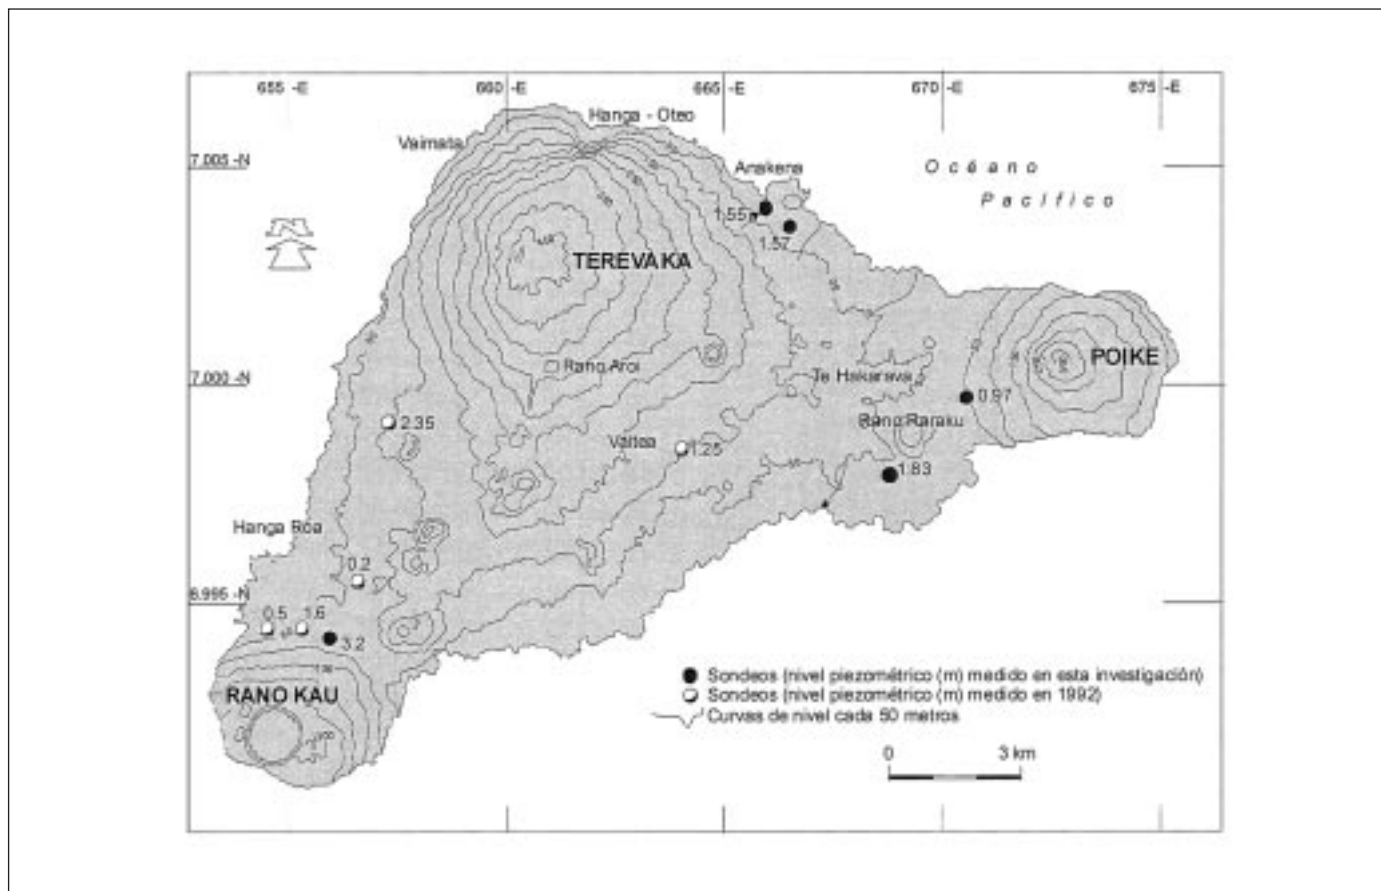 655 -E
660 -E
665 -E
670 -E
675 -E
Hanga - Oteo
Vaimata
7.005 -N
Anakena
Océano
Pacífico
N
1.55
1.57
TEREVAKA
POIKE
Rano Aroi
7.000 -N
Te Hakarava
0.97
2.35
Rano Raraku
Vaitea
1.25
1.83
Hanga Roa
0.2
6.995 -N
0.5
1.6
3.2
RANO KAU
Sondeos (nivel piezométrico (m) medido en esta investigación)
Sondeos (nivel piezométrico (m) medido en 1992)
Curvas de nivel cada 50 metros
0
3 km